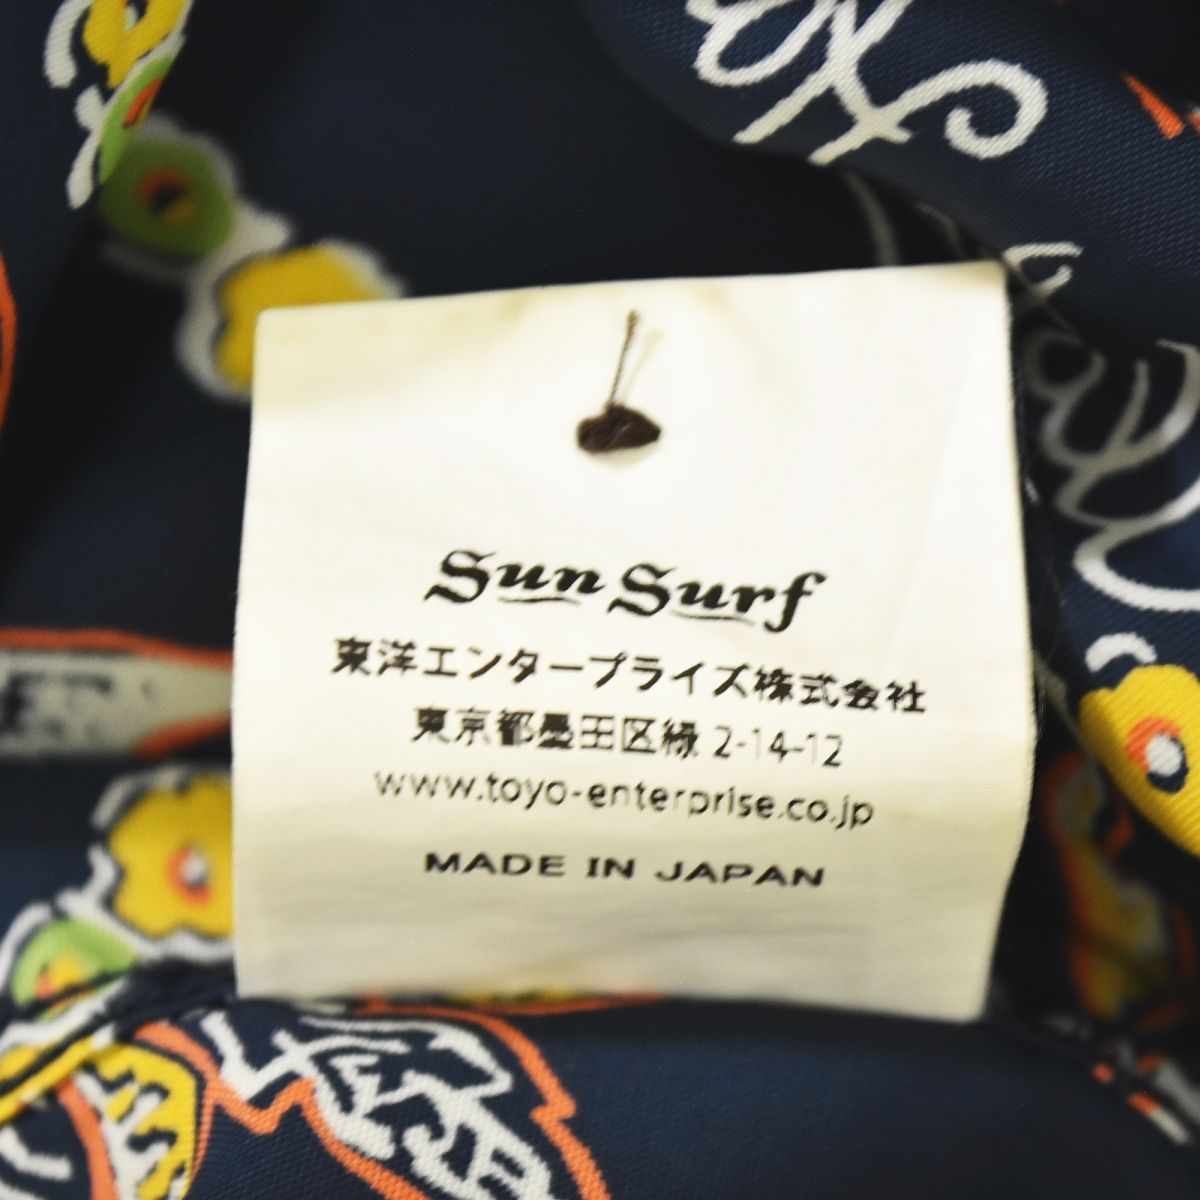 Sun Surf
東洋エンタープライズ株式会社
東京都墨田区緑 2-14-12
www.toyo-enterprise.co.jp
MADE IN JAPAN